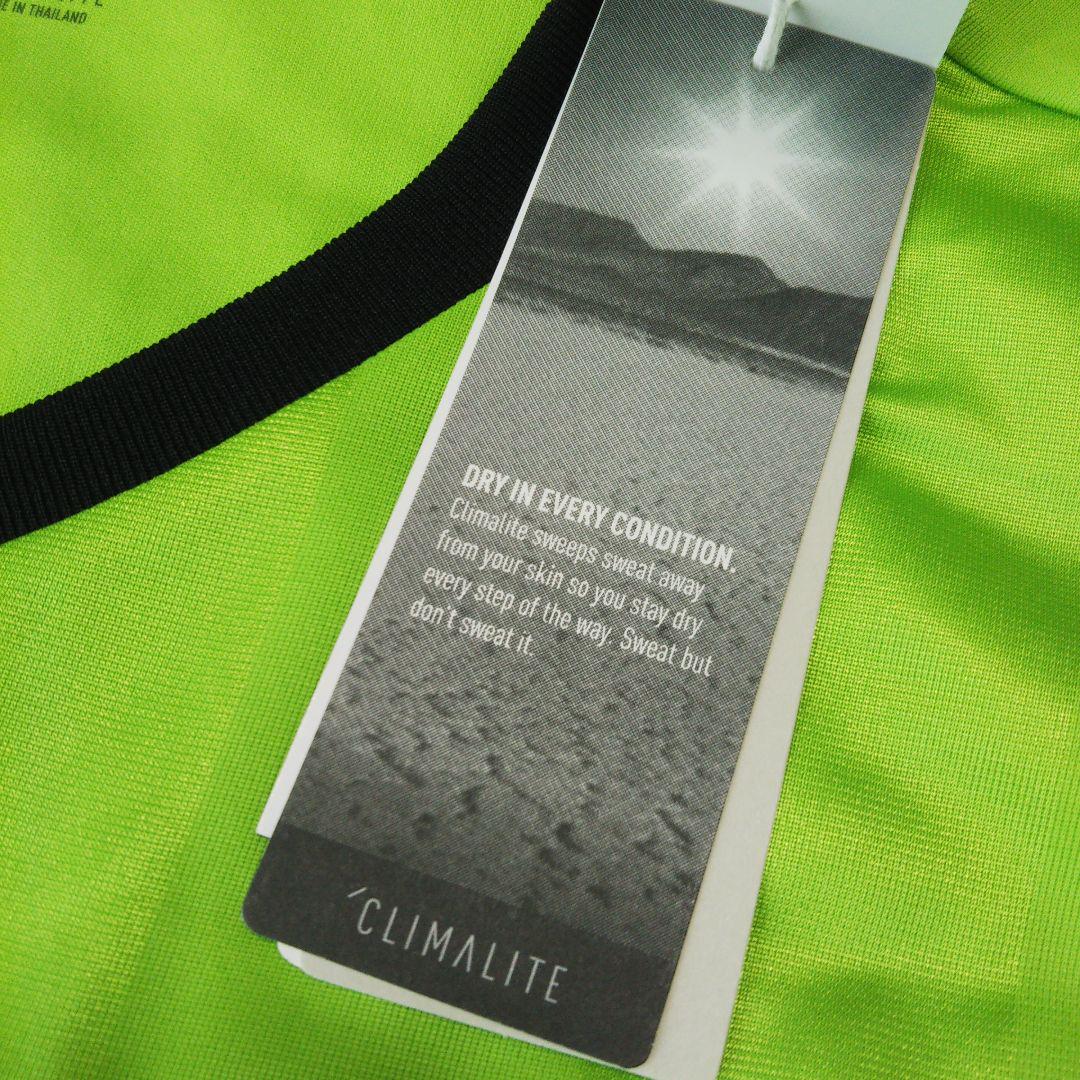 IN THAILAND
DRY IN EVERY CONDITION.
Climalite sweeps sweat away
from your skin so you stay dry
every step of the way. Sweat but
don't sweat it.
CLIMALITE